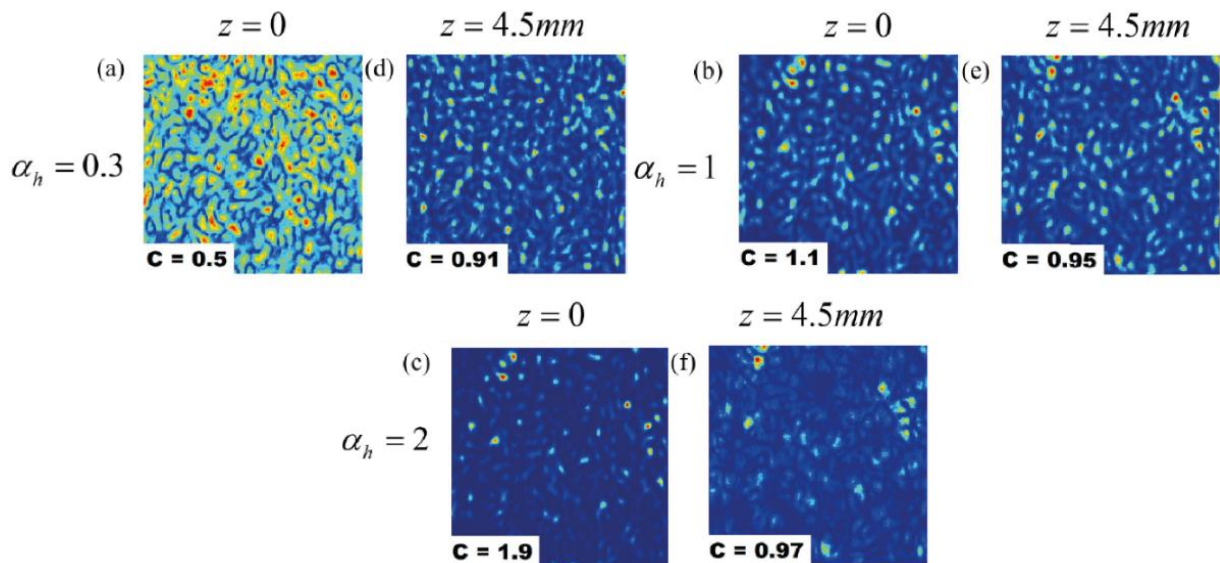 z = 0
z = 4.5mm
z = 0
z = 4.5mm
(a)
(d)
(b)
(e)
α_h = 0.3
α_h = 1
C = 0.5
C = 0.91
C = 1.1
C = 0.95
z = 0
z = 4.5mm
(c)
(f)
α_h = 2
C = 1.9
C = 0.97